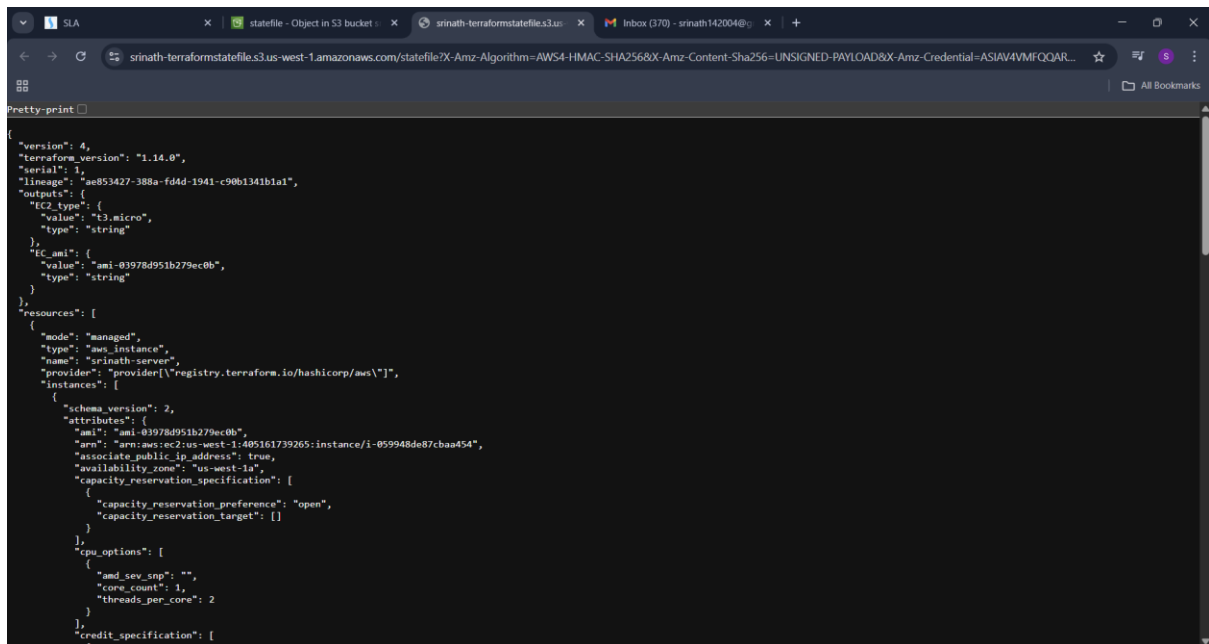 SLA
statefile - Object in S3 bucket s
srinath-terraformstatefile.s3.us-
Inbox (370) - srinath142004@g
srinath-terraformstatefile.s3.us-west-1.amazonaws.com/statefile?X-Amz-Algorithm=AWS4-HMAC-SHA256&X-Amz-Content-Sha256=UNSIGNED-PAYLOAD&X-Amz-Credential=ASIAV4VMFQQAR...
S
All Bookmarks
Pretty-print
{
"version": 4,
"terraform_version": "1.14.0",
"serial": 1,
"lineage": "ae853427-388a-fd4d-1941-c90b1341b1a1",
"outputs": {
"EC2_type": {
"value": "t3.micro",
"type": "string"
},
"EC_ami": {
"value": "ami-03978d951b279ec0b",
"type": "string"
}
},
"resources": [
{
"mode": "managed",
"type": "aws_instance",
"name": "srinath-server",
"provider": "provider[\"registry.terraform.io/hashicorp/aws\"]",
"instances": [
{
"schema_version": 2,
"attributes": {
"ami": "ami-03978d951b279ec0b",
"arn": "arn:aws:ec2:us-west-1:405161739265:instance/i-059948de87cbaa454",
"associate_public_ip_address": true,
"availability_zone": "us-west-1a",
"capacity_reservation_specification": [
{
"capacity_reservation_preference": "open",
"capacity_reservation_target": []
}
],
"cpu_options": [
{
"amd_sev_snp": "",
"core_count": 1,
"threads_per_core": 2
}
],
"credit_specification": [